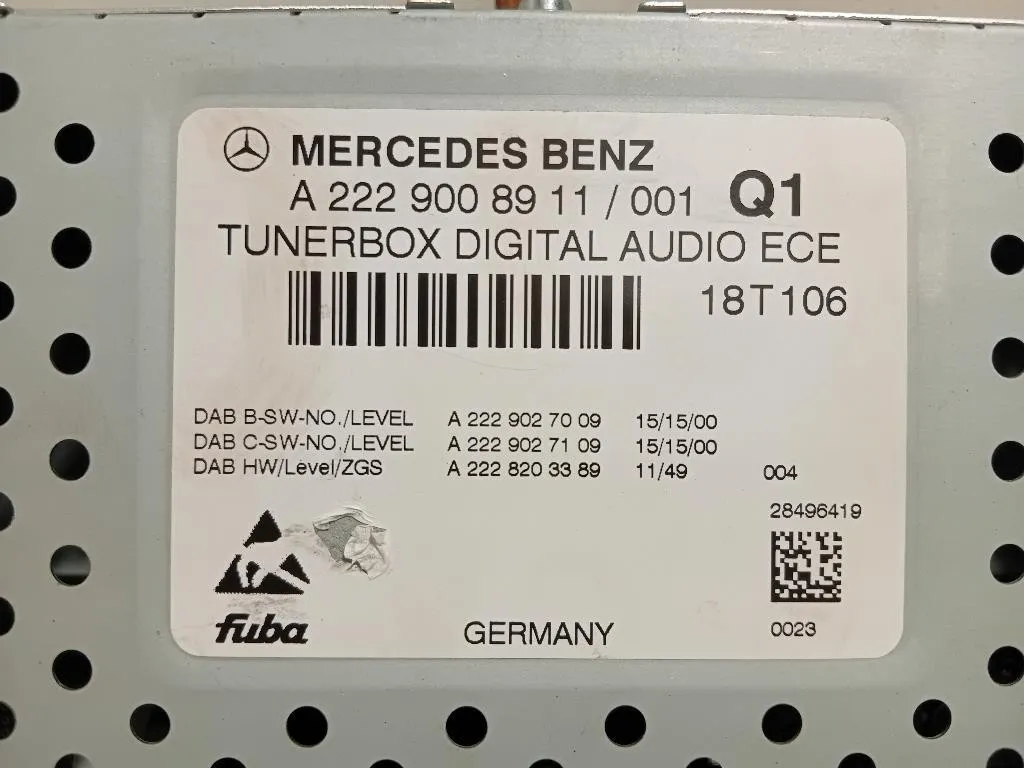 MERCEDES BENZ
A 222 900 89 11 / 001 Q1
TUNERBOX DIGITAL AUDIO ECE
18T106
DAB B-SW-NO./LEVEL A 222 902 70 09 15/15/00
DAB C-SW-NO./LEVEL A 222 902 71 09 15/15/00
DAB HW/Level/ZGS A 222 820 33 89 11/49 004
28496419
fuba GERMANY 0023